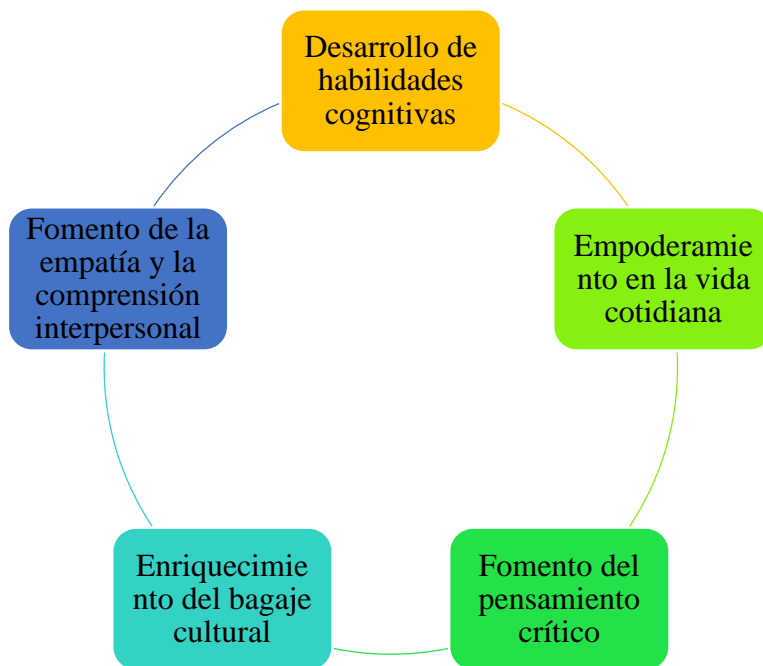 Desarrollo de
habilidades
cognitivas
Empoderamie
nto en la vida
cotidiana
Fomento del
pensamiento
crítico
Enriquecimie
nto del bagaje
cultural
Fomento de la
empatía y la
comprensión
interpersonal